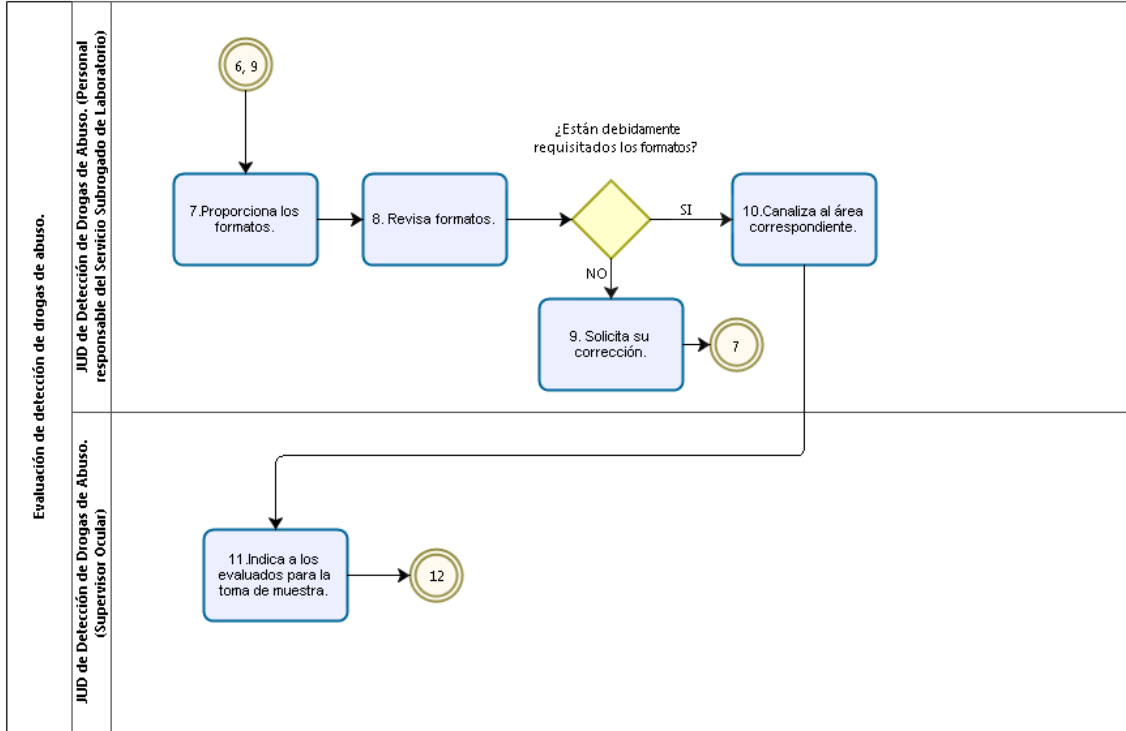 Evaluación de detección de drogas de abuso.
JUD de Detección de Drogas de Abuso. (Personal
responsable del Servicio Subrogado de Laboratorio)
6, 9
¿Están debidamente
requisitados los formatos?
7.Proporciona los
formatos.
8. Revisa formatos.
SI
10.Canaliza al área
correspondiente.
NO
9. Solicita su
corrección.
7
JUD de Detección de Drogas de Abuso.
(Supervisor Ocular)
11.Indica a los
evaluados para la
toma de muestra.
12